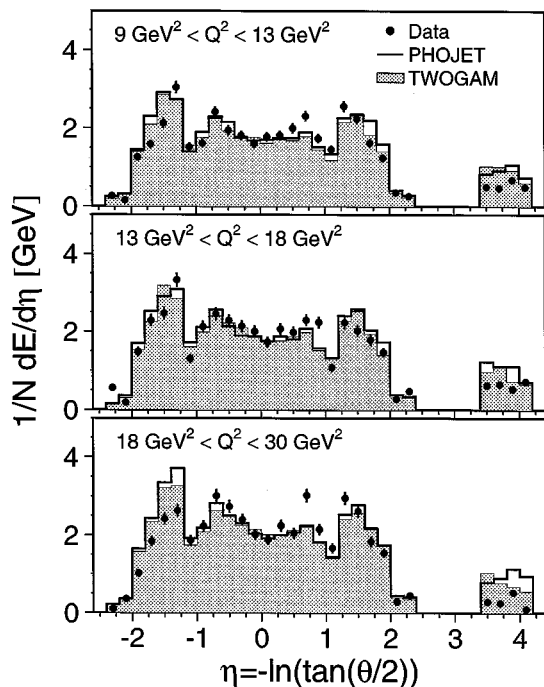 9 GeV² < Q² < 13 GeV²
Data
PHOJET
TWOGAM
4
2
0
13 GeV² < Q² < 18 GeV²
4
2
0
18 GeV² < Q² < 30 GeV²
4
2
0
1/N dE/dη [GeV]
-2 -1 0 1 2 3 4
η=-ln(tan(θ/2))